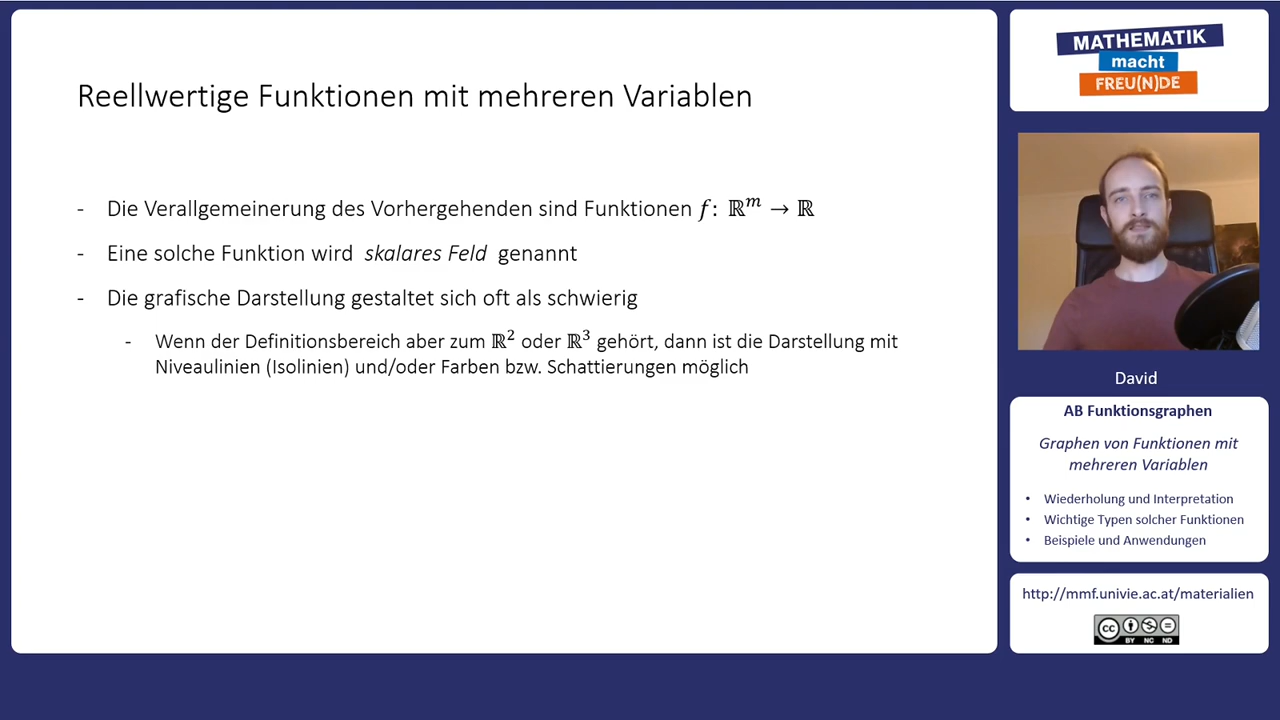 Reellwertige Funktionen mit mehreren Variablen
- Die Verallgemeinerung des Vorhergehenden sind Funktionen f: ℝᵐ → ℝ
- Eine solche Funktion wird skalares Feld genannt
- Die grafische Darstellung gestaltet sich oft als schwierig
- Wenn der Definitionsbereich aber zum ℝ² oder ℝ³ gehört, dann ist die Darstellung mit
Niveaulinien (Isolinien) und/oder Farben bzw. Schattierungen möglich
MATHEMATIK
macht
FREU(N)DE
David
AB Funktionsgraphen
Graphen von Funktionen mit
mehreren Variablen
• Wiederholung und Interpretation
• Wichtige Typen solcher Funktionen
• Beispiele und Anwendungen
http://mmf.univie.ac.at/materialien
cc
BY NC ND